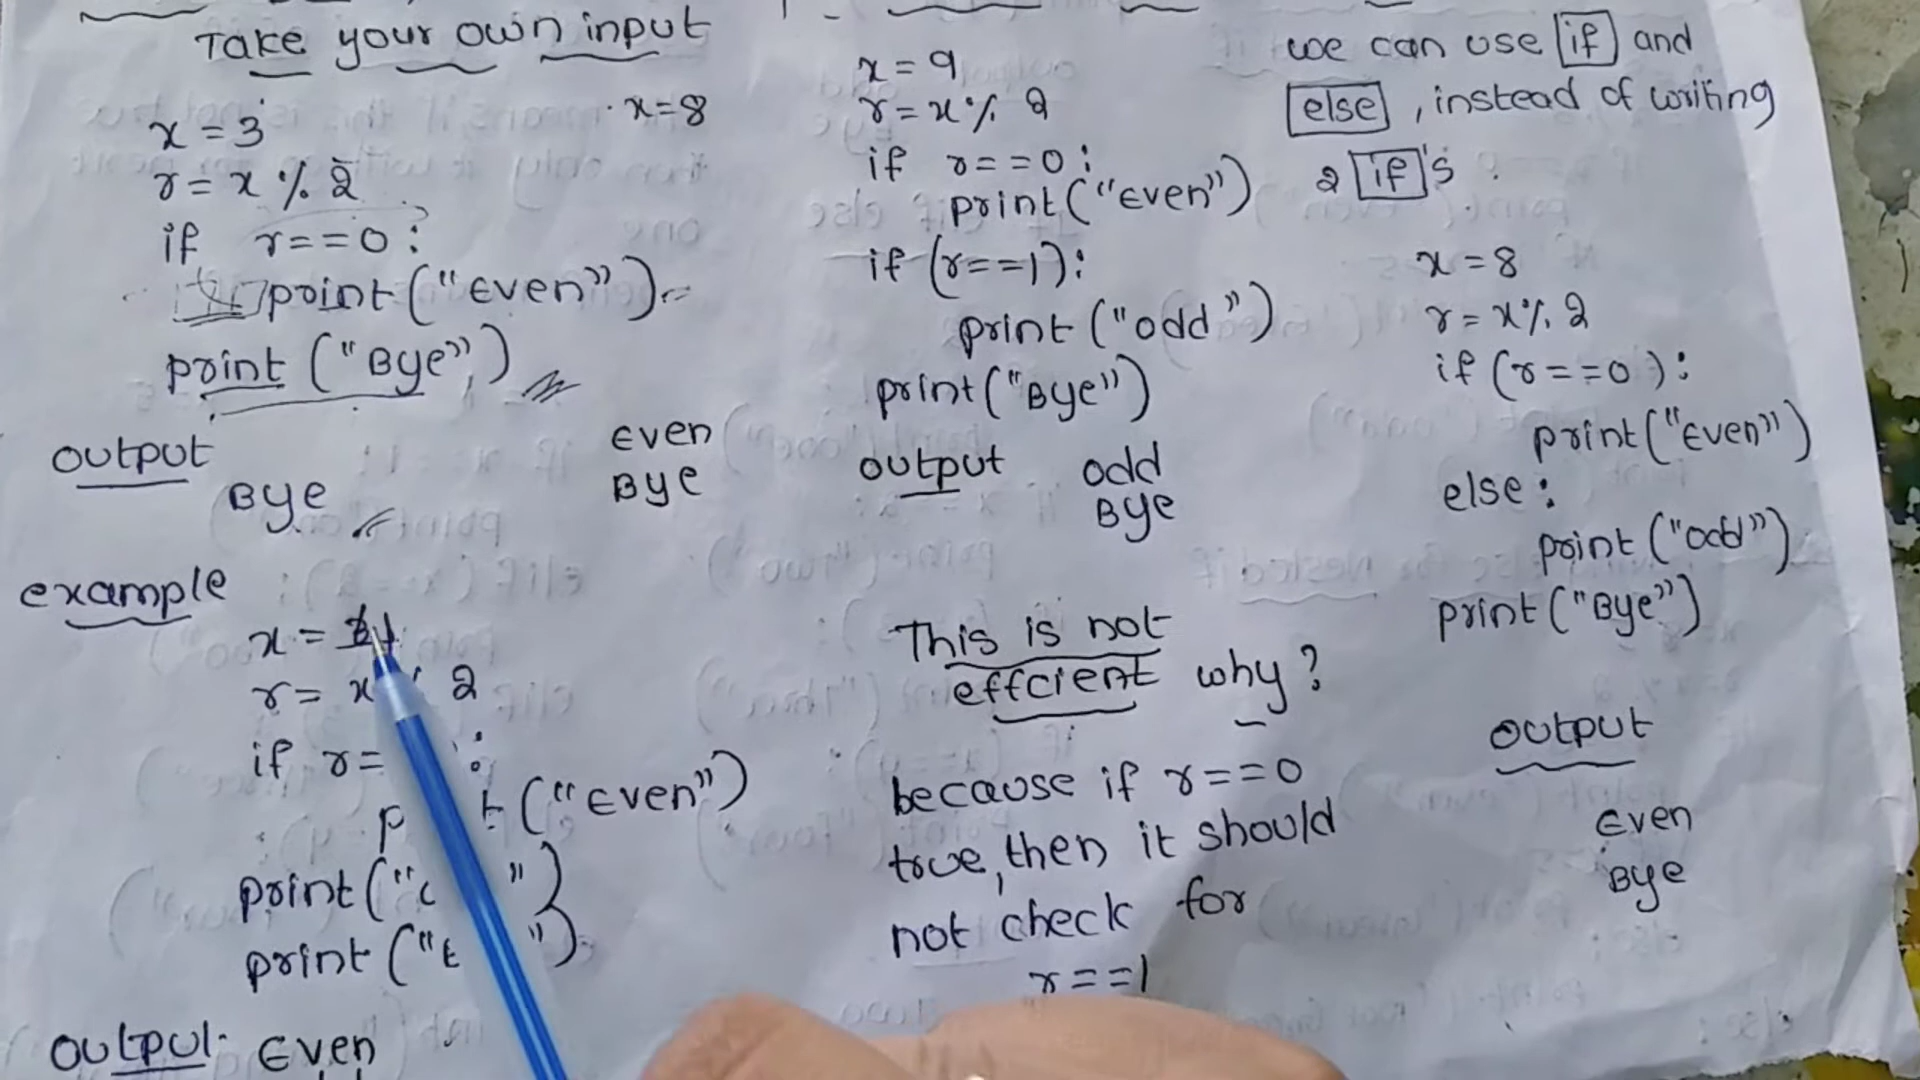 Take your own input
x = 3
x=8
r = x % 2
if r==0:
print("Even")
print("Bye")
output
Bye
Even
Bye
example
x =
r = x 2
if r= :
("Even")
print("
print("
output: Even
x = 9
r = x % 2
if r==0:
print("Even")
if (r==1):
print("odd")
print("Bye")
output odd
Bye
This is not
effcient why?
because if r==0
true, then it should
not check for
r==1
we can use if and
else, instead of writing
2 if's.
x = 8
r = x % 2
if (r==0):
print("Even")
else:
print("odd")
print("Bye")
output
Even
Bye